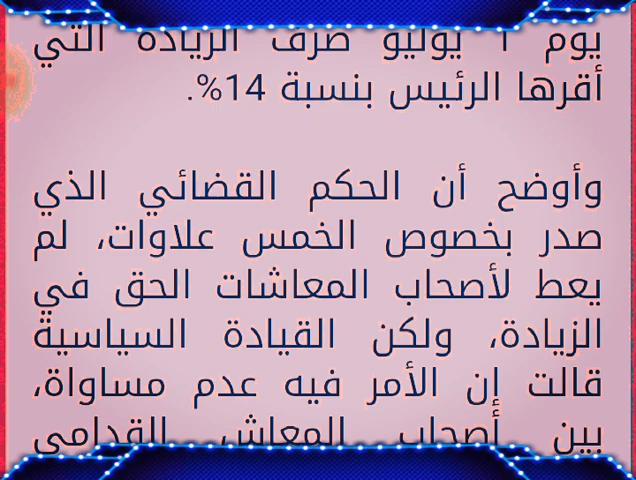 يوم 1 يوليو صرف الزيادة التي
أقرها الرئيس بنسبة 14%.
وأوضح أن الحكم القضائي الذي
صدر بخصوص الخمس علاوات، لم
يعط لأصحاب المعاشات الحق في
الزيادة، ولكن القيادة السياسية
قالت إن الأمر فيه عدم مساواة،
بين أصحاب المعاش القدامى